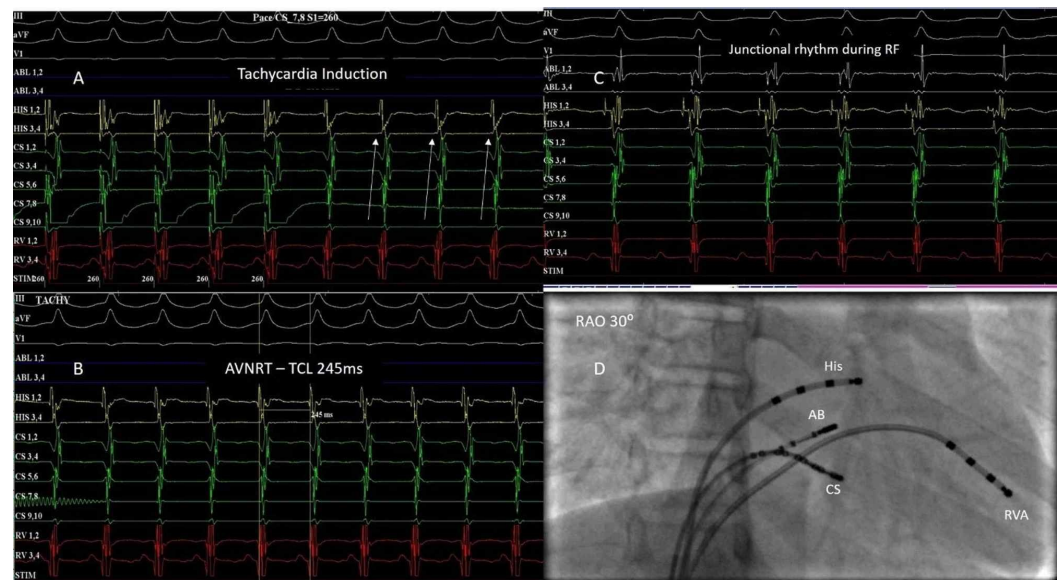 III
Pace/CS_7,8 S1=260
aVF
V1
A
Tachycardia Induction
ABL 1,2
ABL 3,4
HIS 1,2
HIS 3,4
CS 1,2
CS 3,4
CS 5,6
CS 7,8
CS 9,10
RV 1,2
RV 3,4
STIM
260
260
260
260
260
aVF
V1
Junctional rhythm during RF
ABL 1,2
C
ABL 3,4
HIS 1,2
HIS 3,4
CS 1,2
CS 3,4
CS 5,6
CS 7,8
CS 9,10
RV 1,2
RV 3,4
STIM
III
TACHY
aVF
V1
ABL 1,2
B
AVNRT – TCL 245ms
ABL 3,4
HIS 1,2
HIS 3,4
245 ms
CS 1,2
CS 3,4
CS 5,6
CS 7,8
CS 9,10
RV 1,2
RV 3,4
STIM
RAO 30⁰
D
His
AB
CS
RVA